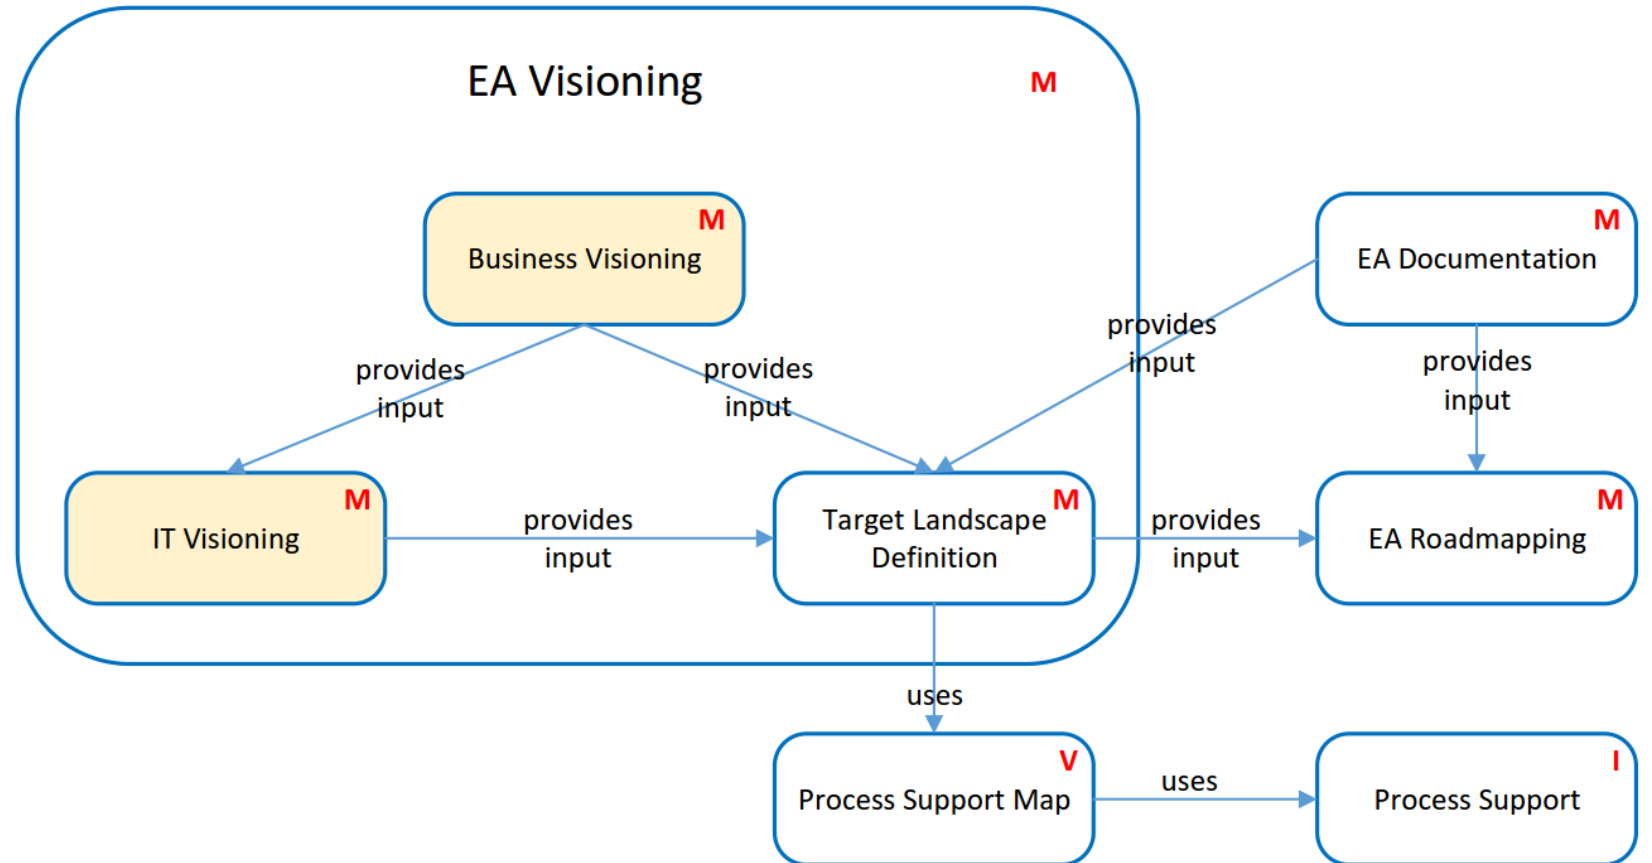 EA Visioning
M
M
Business Visioning
M
EA Documentation
provides
input
provides
input
provides
input
provides
input
M
IT Visioning
provides
input
M
Target Landscape
Definition
provides
input
M
EA Roadmapping
uses
V
Process Support Map
uses
I
Process Support